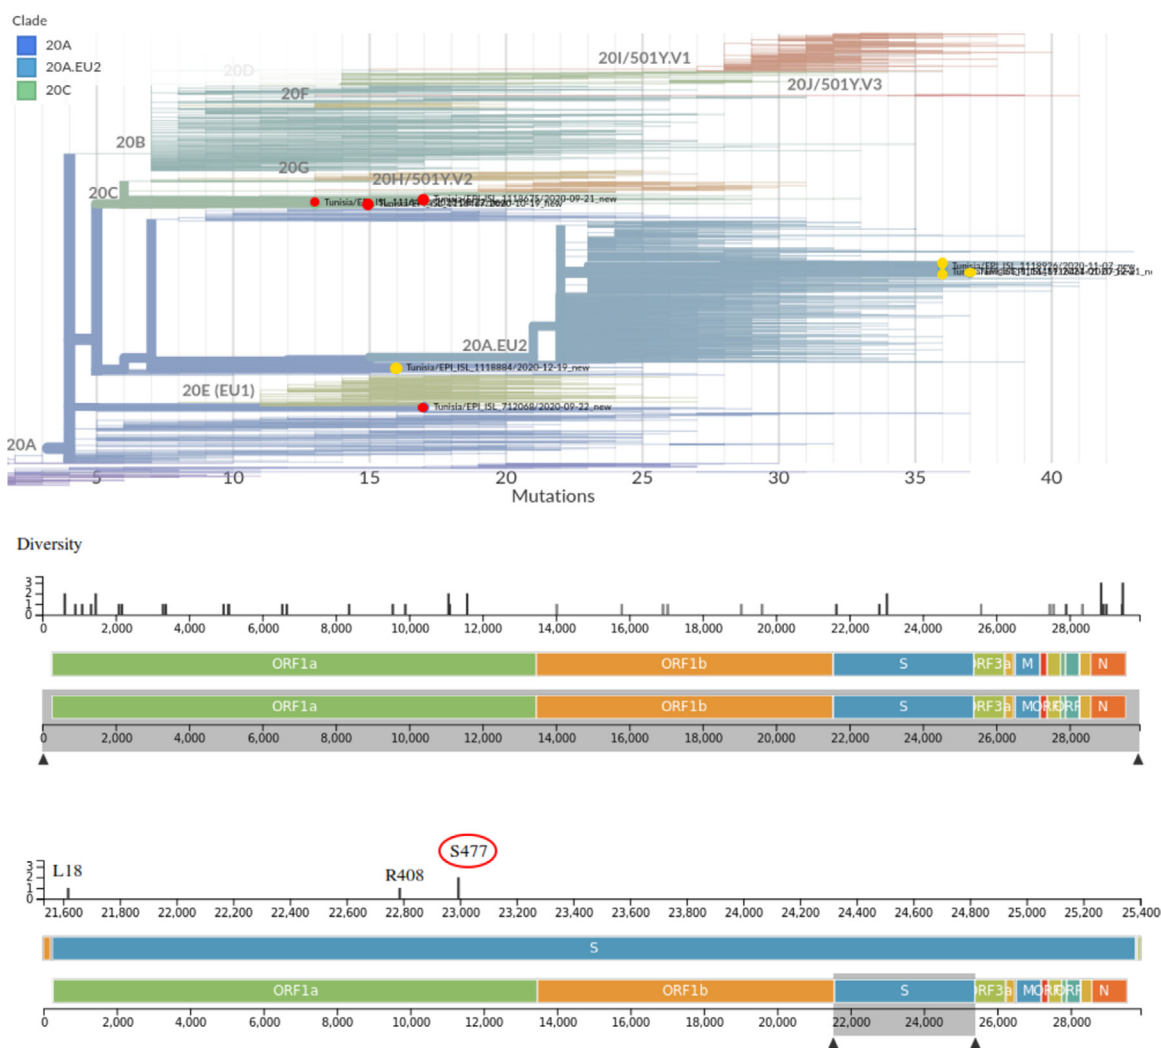 Clade
20A
20A.EU2
20C
20I/501Y.V1
20D
20J/501Y.V3
20F
20B
20G
20H/501Y.V2
20C
Tunisia/EPI_ISL_1118675/2020-09-21_new
Tunisia/EPI_ISL_1118926/2020-11-07_new
20A.EU2
Tunisia/EPI_ISL_1118884/2020-12-19_new
20E (EU1)
Tunisia/EPI_ISL_712068/2020-09-22_new
20A
5 10 15 20 25 30 35 40
Mutations
Diversity
3
2
1
0
0 2,000 4,000 6,000 8,000 10,000 12,000 14,000 16,000 18,000 20,000 22,000 24,000 26,000 28,000
ORF1a ORF1b S ORF3a M N
ORF1a ORF1b S ORF3a M N
0 2,000 4,000 6,000 8,000 10,000 12,000 14,000 16,000 18,000 20,000 22,000 24,000 26,000 28,000
S477
L18 R408
3
2
1
0
21,600 21,800 22,000 22,200 22,400 22,600 22,800 23,000 23,200 23,400 23,600 23,800 24,000 24,200 24,400 24,600 24,800 25,000 25,200 25,400
S
ORF1a ORF1b S ORF3a M N
0 2,000 4,000 6,000 8,000 10,000 12,000 14,000 16,000 18,000 20,000 22,000 24,000 26,000 28,000